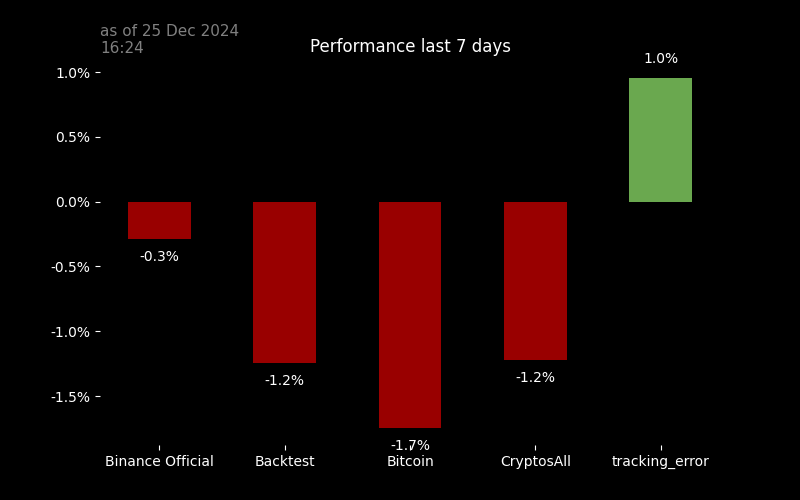 as of 25 Dec 2024
16:24
Performance last 7 days
1.0%
1.0%
0.5%
0.0%
-0.5%
-1.0%
-1.5%
-0.3%
-1.2%
-1.7%
-1.2%
Binance Official
Backtest
Bitcoin
CryptosAll
tracking_error